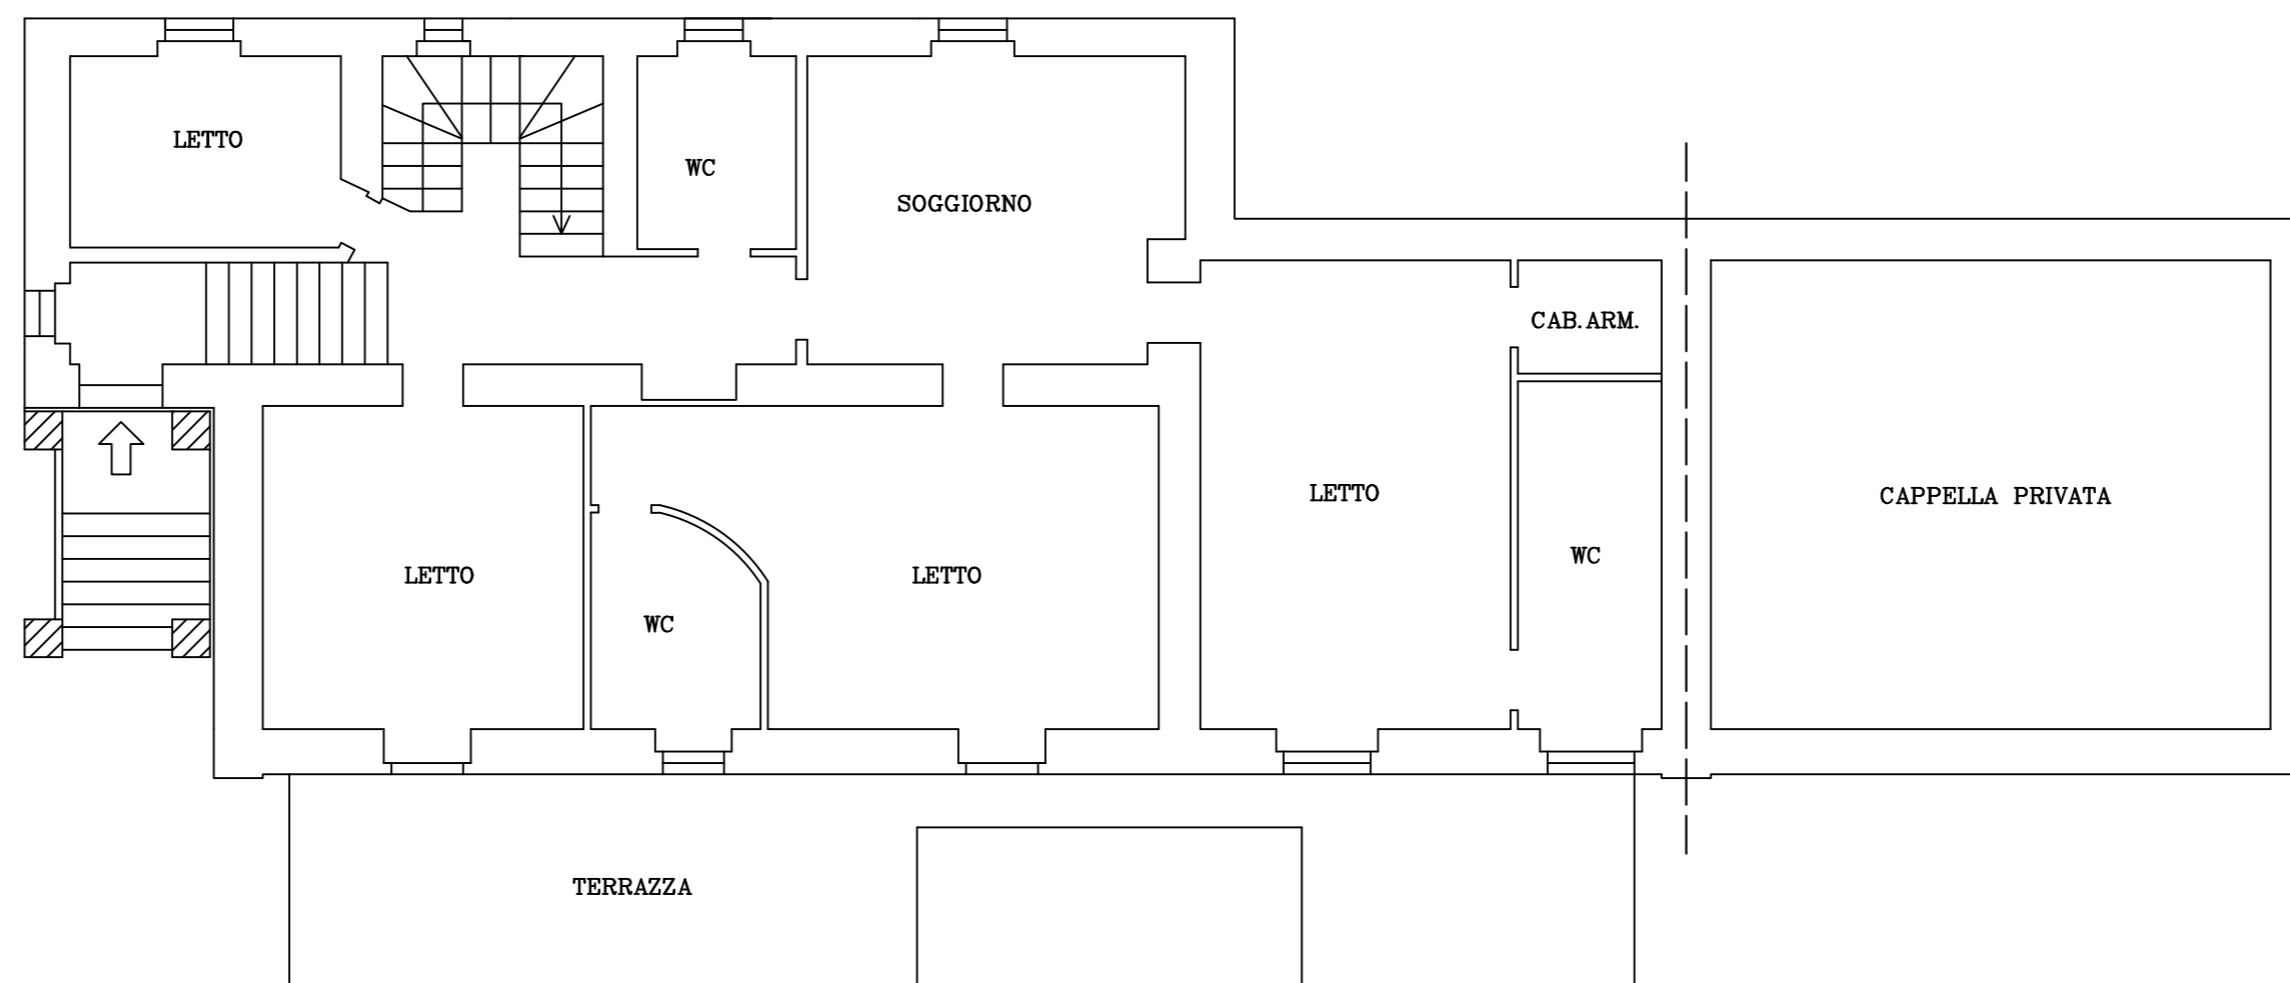 LETTO
WC
SOGGIORNO
CAB.ARM.
LETTO
CAPPELLA PRIVATA
WC
LETTO
LETTO
WC
TERRAZZA